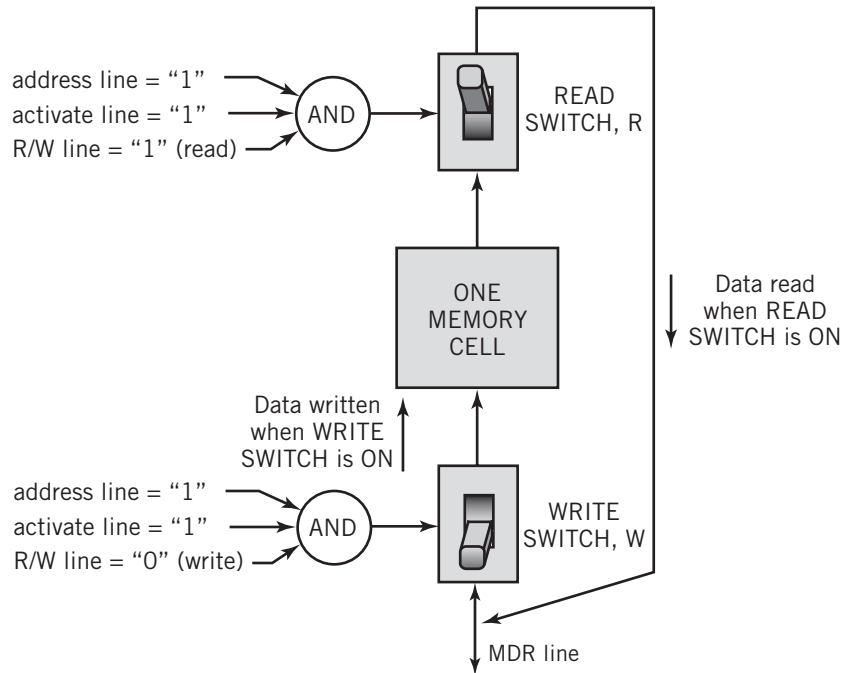 address line = “1”
activate line = “1”
R/W line = “1” (read)
AND
READ
SWITCH, R
ONE
MEMORY
CELL
Data read
when READ
SWITCH is ON
Data written
when WRITE
SWITCH is ON
address line = “1”
activate line = “1”
R/W line = “0” (write)
AND
WRITE
SWITCH, W
MDR line